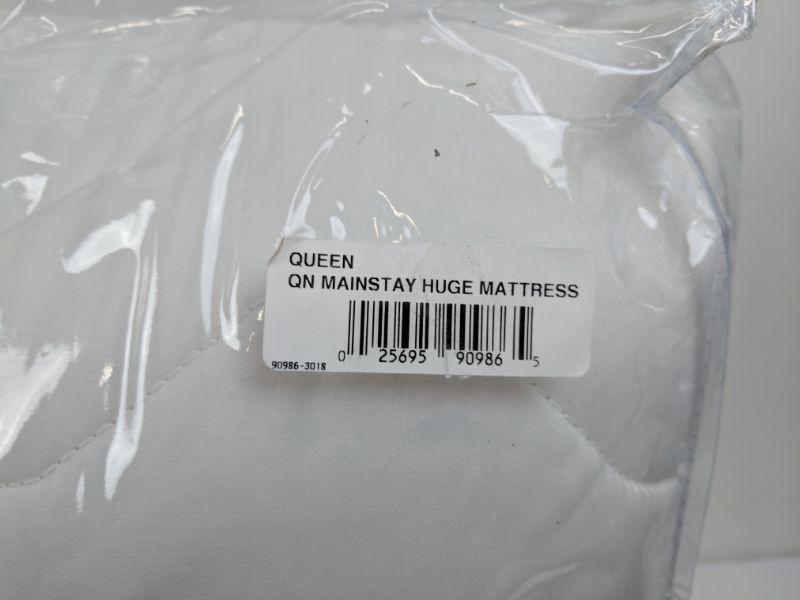 QUEEN
QN MAINSTAY HUGE MATTRESS
0 25695 90986 5
90986-3018